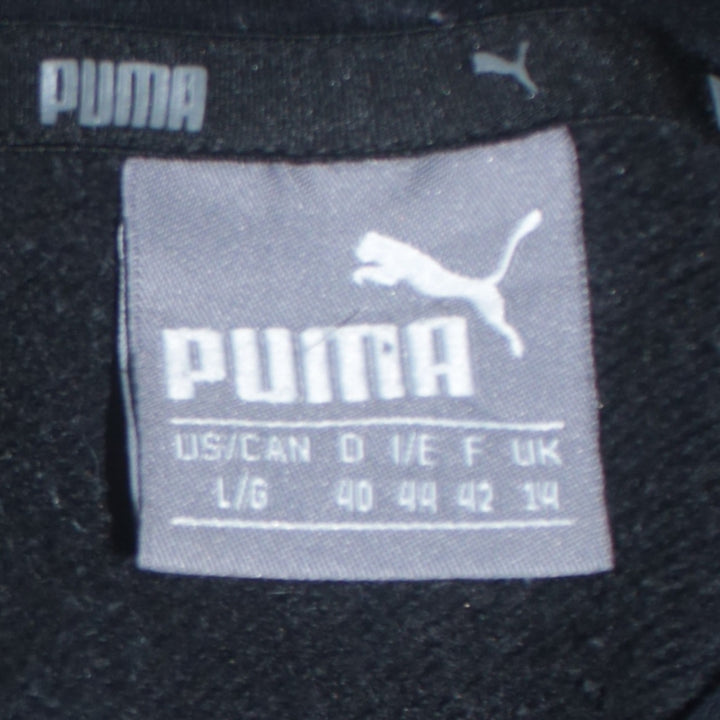 PUMA
PUMA
US/CAN D I/E F UK
L/G 40 44 42 14